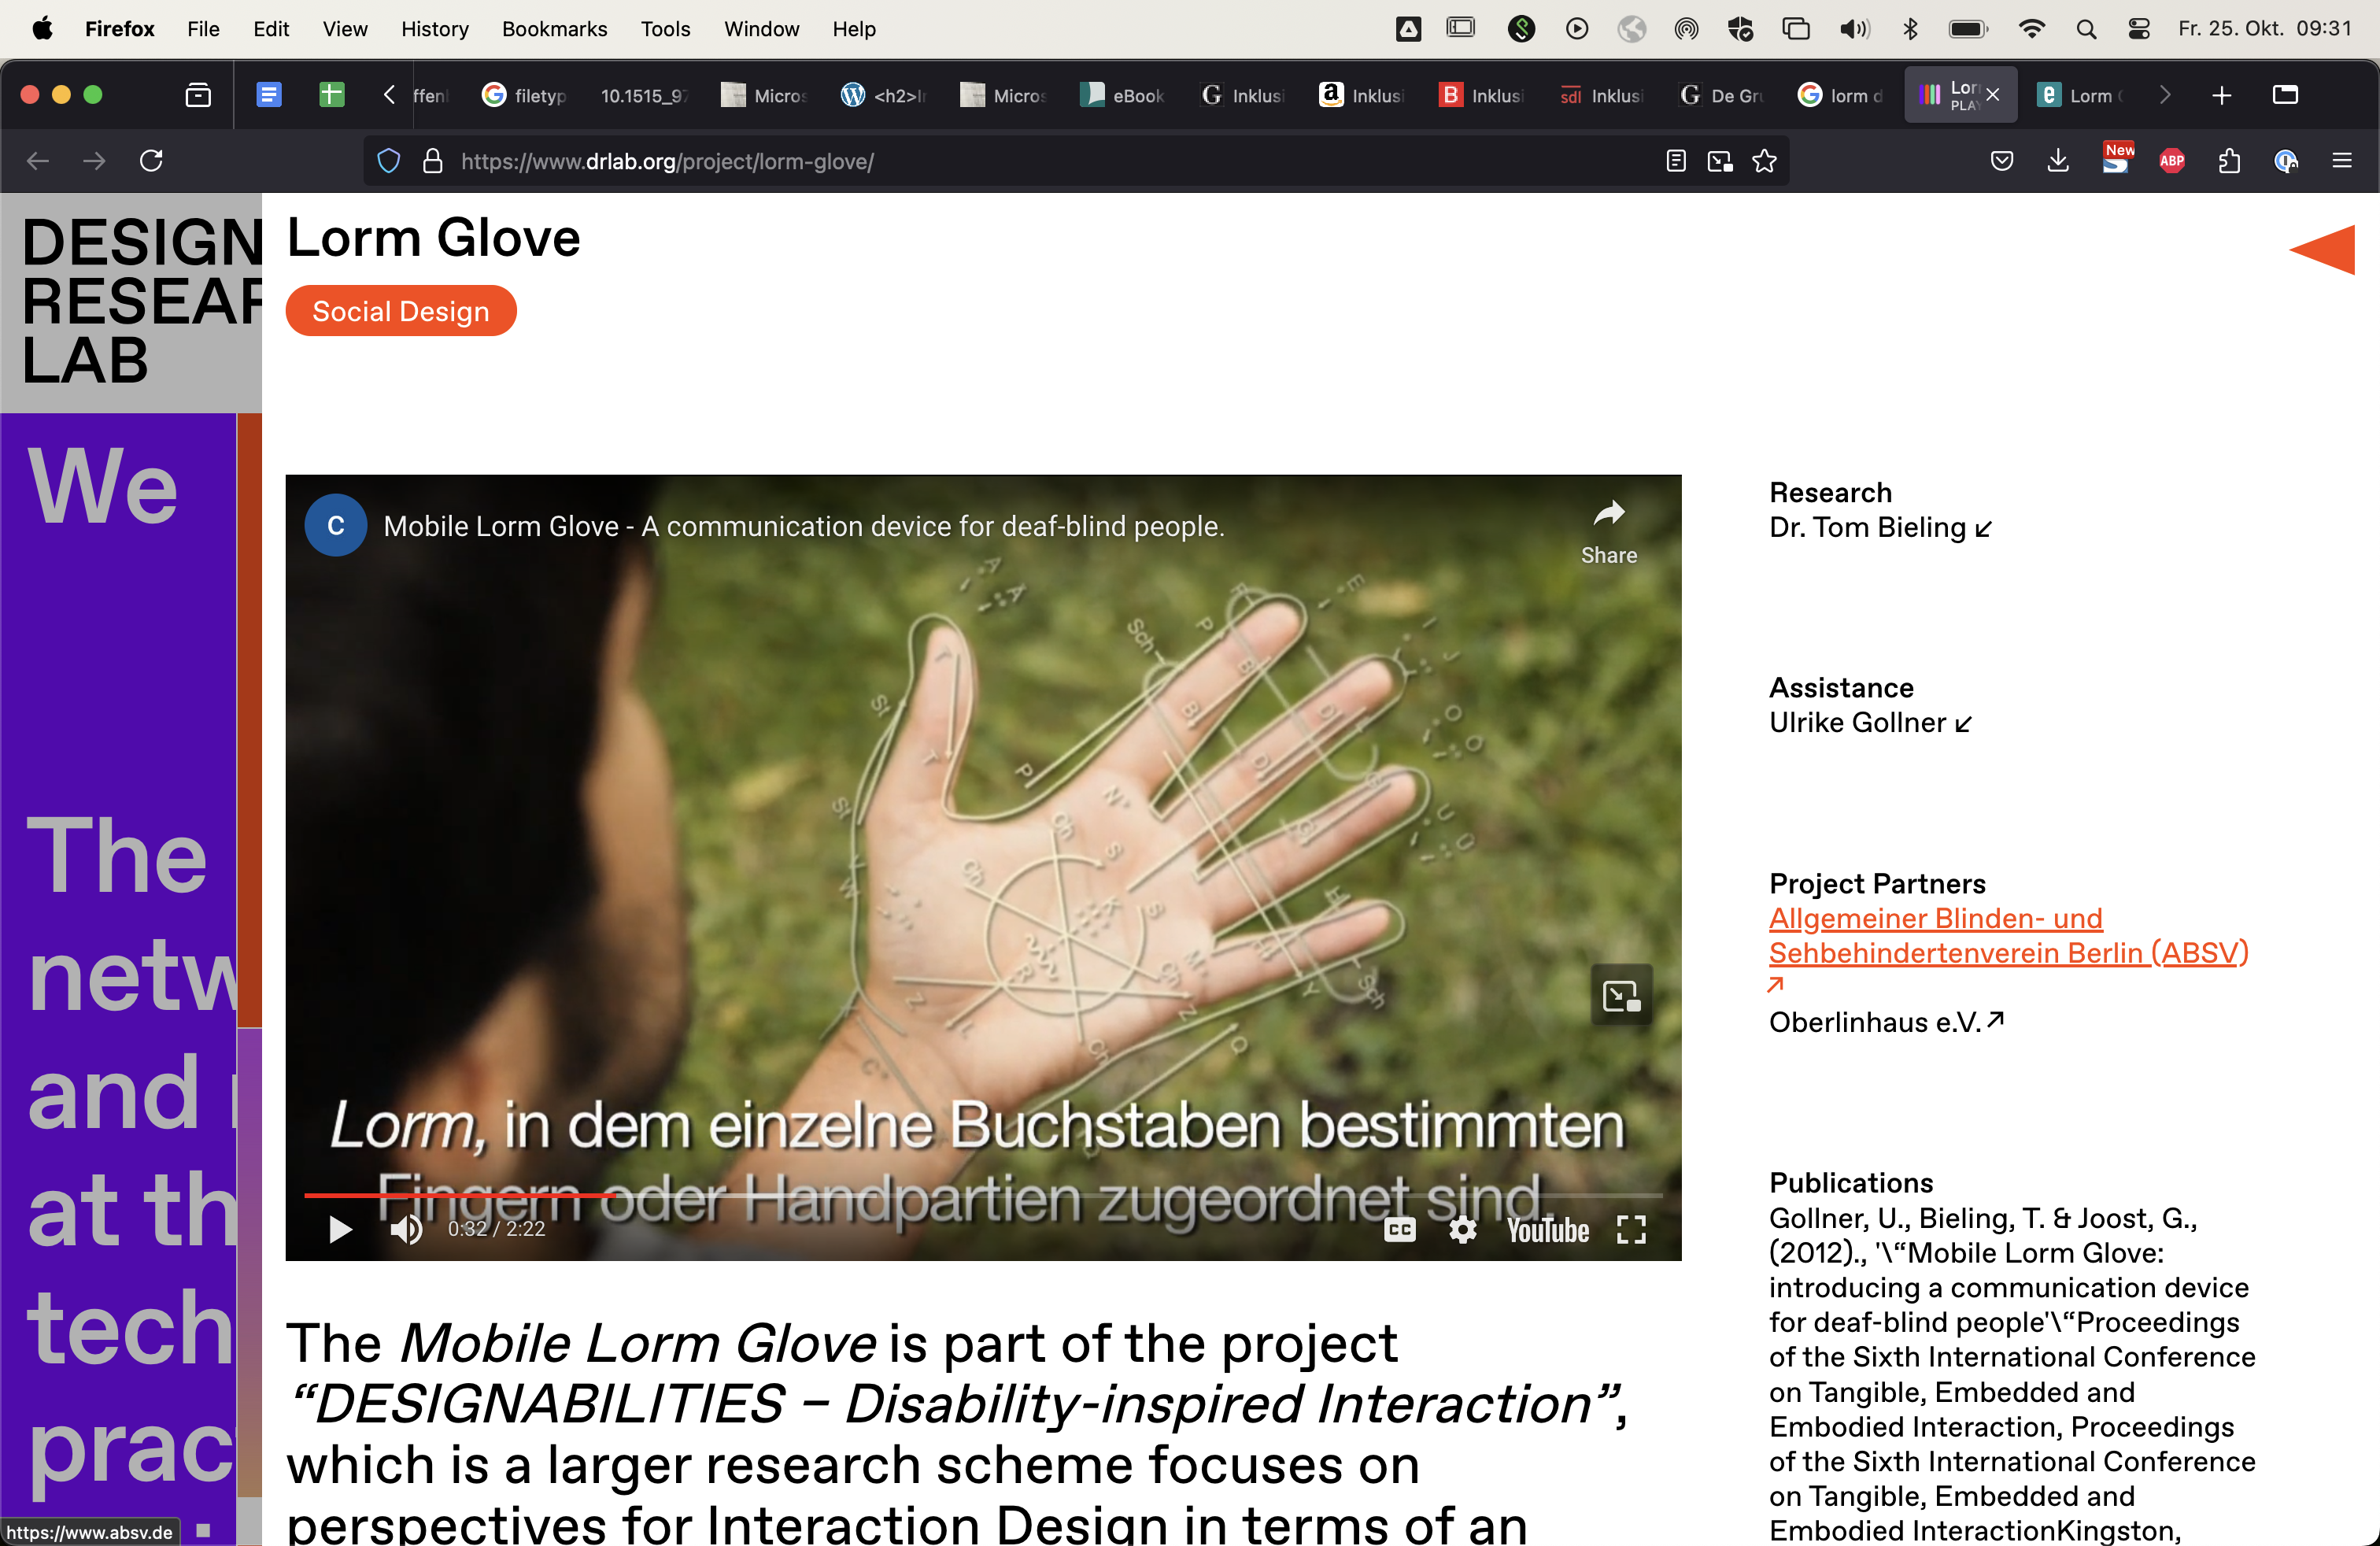 Firefox File Edit View History Bookmarks Tools Window Help Fr. 25. Okt. 09:31
filetyp 10.1515_97 Micros <h2>Ir Micros eBook Inklusi Inklusi Inklusi sdl Inklusi De Gru lorm d Lorm
PLAY
https://www.drlab.org/project/lorm-glove/ New ABP
DESIGN
RESEAR
LAB
We
The
netw
and
at th
tech
prac
https://www.absv.de
Lorm Glove
Social Design
C Mobile Lorm Glove - A communication device for deaf-blind people.
Share
Lorm, in dem einzelne Buchstaben bestimmten
Fingern oder Handpartien zugeordnet sind.
0:32 / 2:22 CC YouTube
The Mobile Lorm Glove is part of the project
“DESIGNABILITIES – Disability-inspired Interaction”,
which is a larger research scheme focuses on
perspectives for Interaction Design in terms of an
Research
Dr. Tom Bieling ↙
Assistance
Ulrike Gollner ↙
Project Partners
Allgemeiner Blinden- und
Sehbehindertenverein Berlin (ABSV)
↗
Oberlinhaus e.V.↗
Publications
Gollner, U., Bieling, T. & Joost, G.,
(2012)., '\“Mobile Lorm Glove:
introducing a communication device
for deaf-blind people'\“Proceedings
of the Sixth International Conference
on Tangible, Embedded and
Embodied Interaction, Proceedings
of the Sixth International Conference
on Tangible, Embedded and
Embodied InteractionKingston,